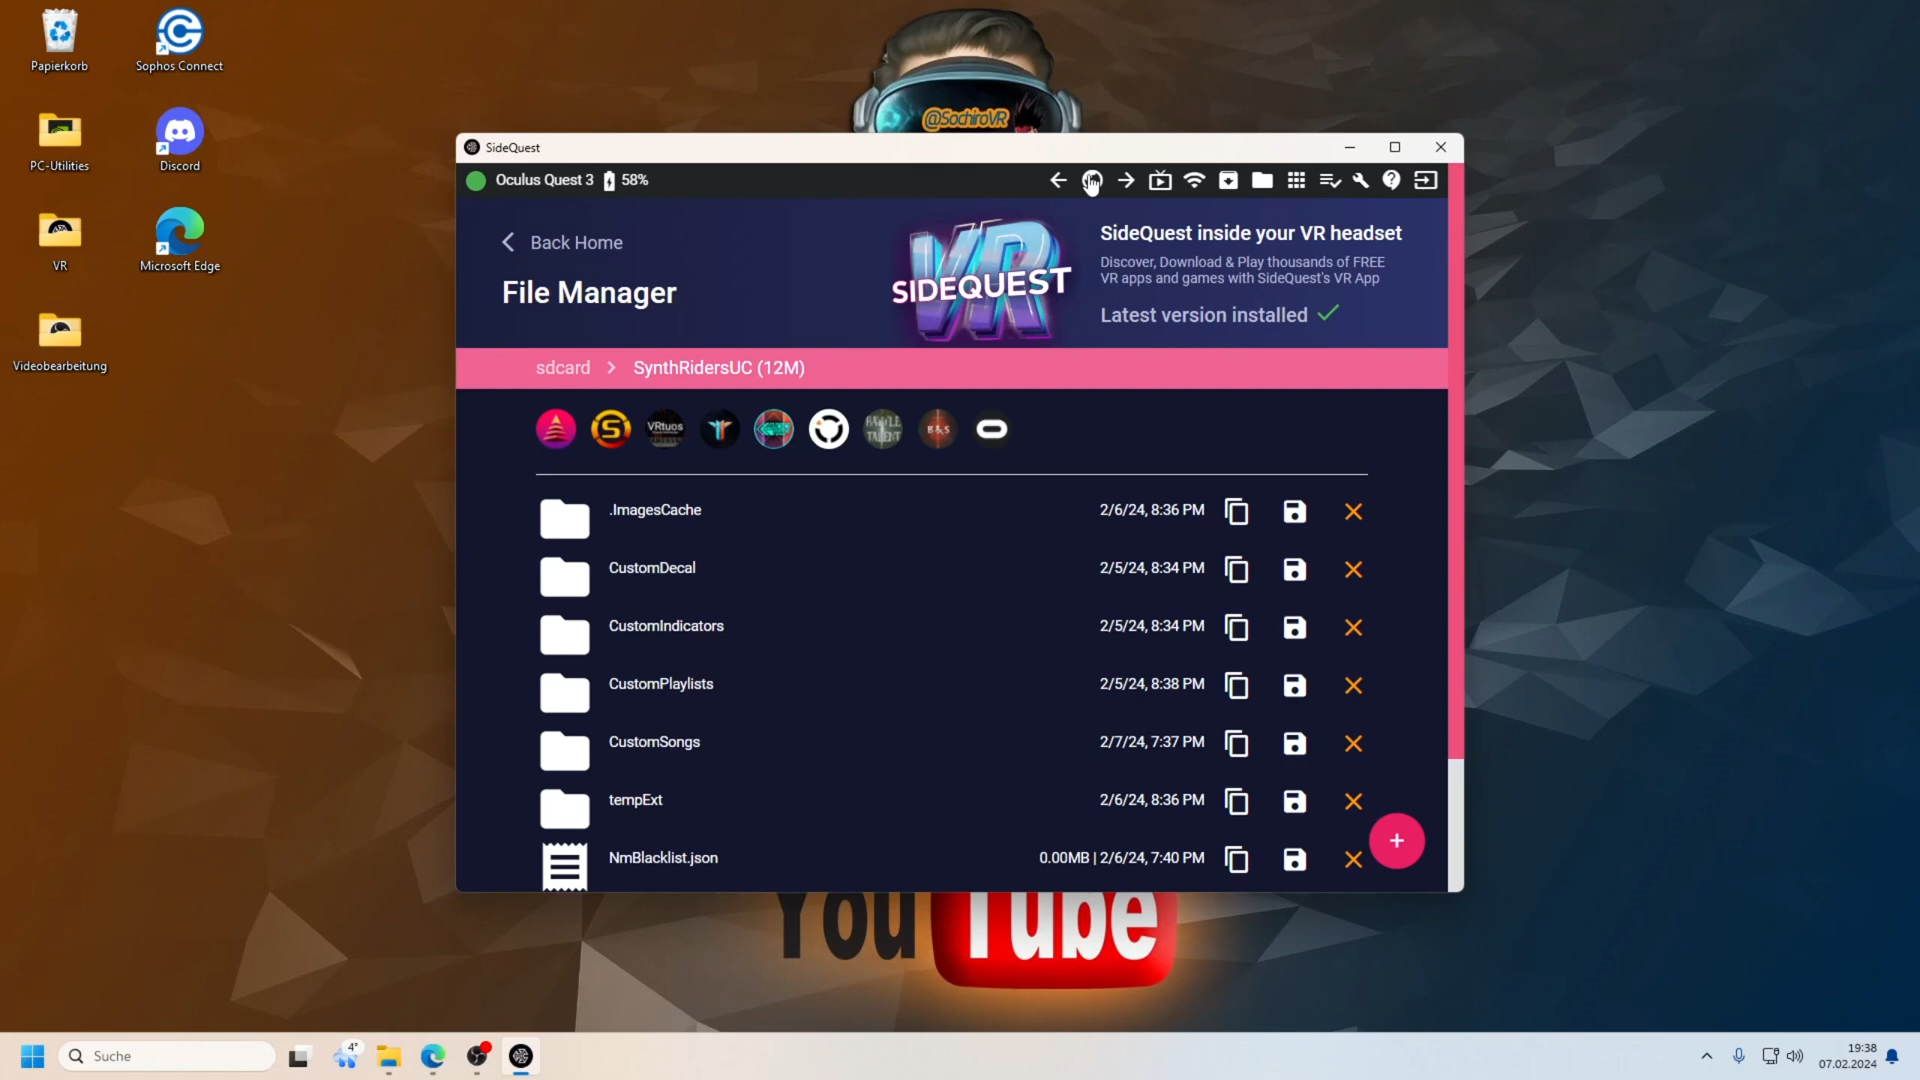 Papierkorb
Sophos Connect
PC-Utilities
Discord
VR
Microsoft Edge
Videobearbeitung
@SochiroVR
SideQuest
Oculus Quest 3
58%
Back Home
File Manager
VR
SIDEQUEST
SideQuest inside your VR headset
Discover, Download & Play thousands of FREE
VR apps and games with SideQuest's VR App
Latest version installed
sdcard
SynthRidersUC (12M)
S
VRtuos
BATTLE
TALENT
B&S
.ImagesCache
2/6/24, 8:36 PM
CustomDecal
2/5/24, 8:34 PM
CustomIndicators
2/5/24, 8:34 PM
CustomPlaylists
2/5/24, 8:38 PM
CustomSongs
2/7/24, 7:37 PM
tempExt
2/6/24, 8:36 PM
NmBlacklist.json
0.00MB | 2/6/24, 7:40 PM
YouTube
Suche
4°
19:38
07.02.2024